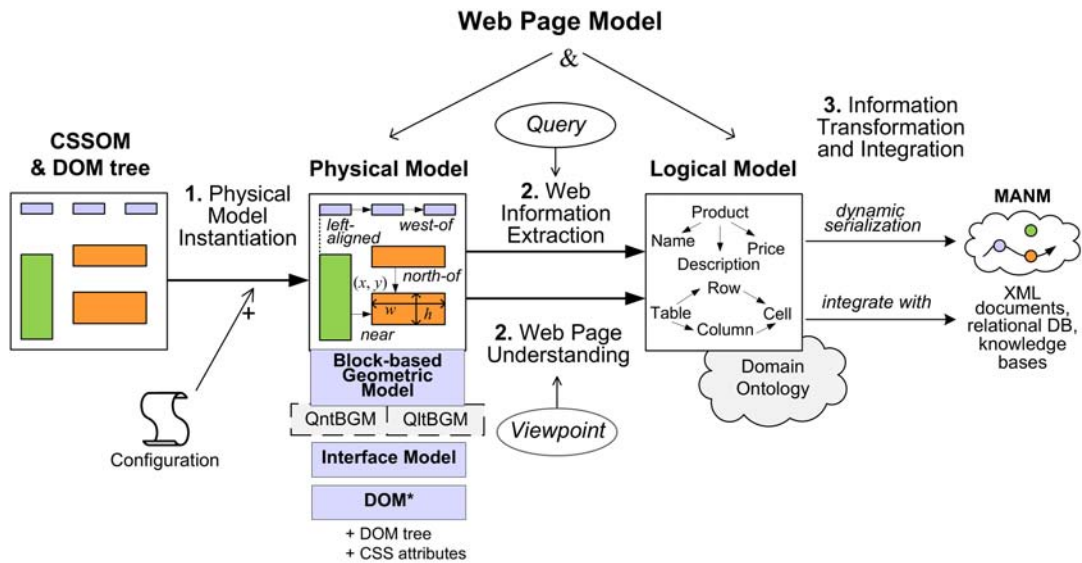 Web Page Model
&
CSSOM
& DOM tree
1. Physical
Model
Instantiation
+
Configuration
Physical Model
left-
aligned
west-of
north-of
(x, y)
w
h
near
Block-based
Geometric
Model
QntBGM
QltBGM
Interface Model
DOM*
+ DOM tree
+ CSS attributes
Query
2. Web
Information
Extraction
2. Web Page
Understanding
Viewpoint
Logical Model
Product
Name
Price
Description
Row
Table
Cell
Column
Domain
Ontology
3. Information
Transformation
and Integration
dynamic
serialization
integrate with
MANM
XML
documents,
relational DB,
knowledge
bases